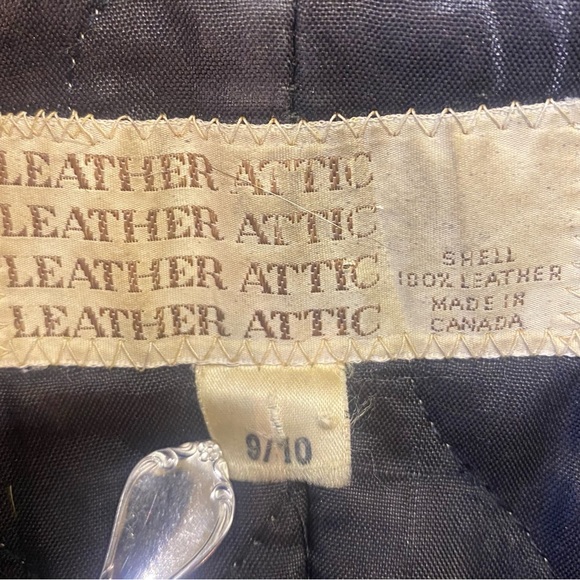 LEATHER ATTIC
LEATHER ATTIC
LEATHER ATTIC
LEATHER ATTIC
SHELL
100% LEATHER
MADE IN
CANADA
9/10